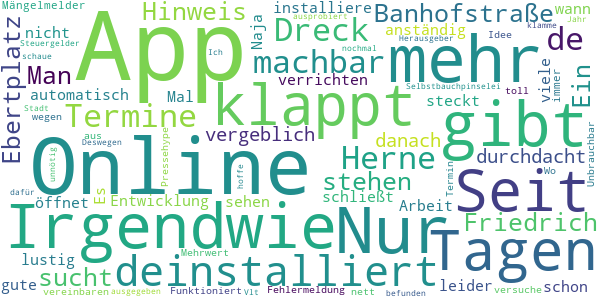 Mängelmelder
Hinweis
installiere
ausprobiert
Banhofstraße
wann
Jahr
nicht
Steuergelder
schaue
App
Ich
Naja
Dreck
anständig
Herausgeber
nochmal
Idee
klamme
de
Man
machbar
mehr
viele
immer
Ein
Ebertplatz
automatisch
Mal
verrichten
Selbstbauchpinselei
Termine
Stadt
wegen
klappt
steckt
toll
gibt
vergeblich
danach
aus
Deswegen
Online
Herne
durchdacht
Wo
Unbrauchbar
unnötig
Pressehype
stehen
Termin
Seit
dafür
Es
Entwicklung
sehen
hoffe
schließt
Arbeit
Friedrich
öffnet
Irgendwie
Nur
Tagen
lustig
Mehrwert
sucht
deinstalliert
leider
gute
vereinbaren
ausgegeben
Funktioniert
Vlt
Fehlermeldung
nett
befunden
versuche
schon